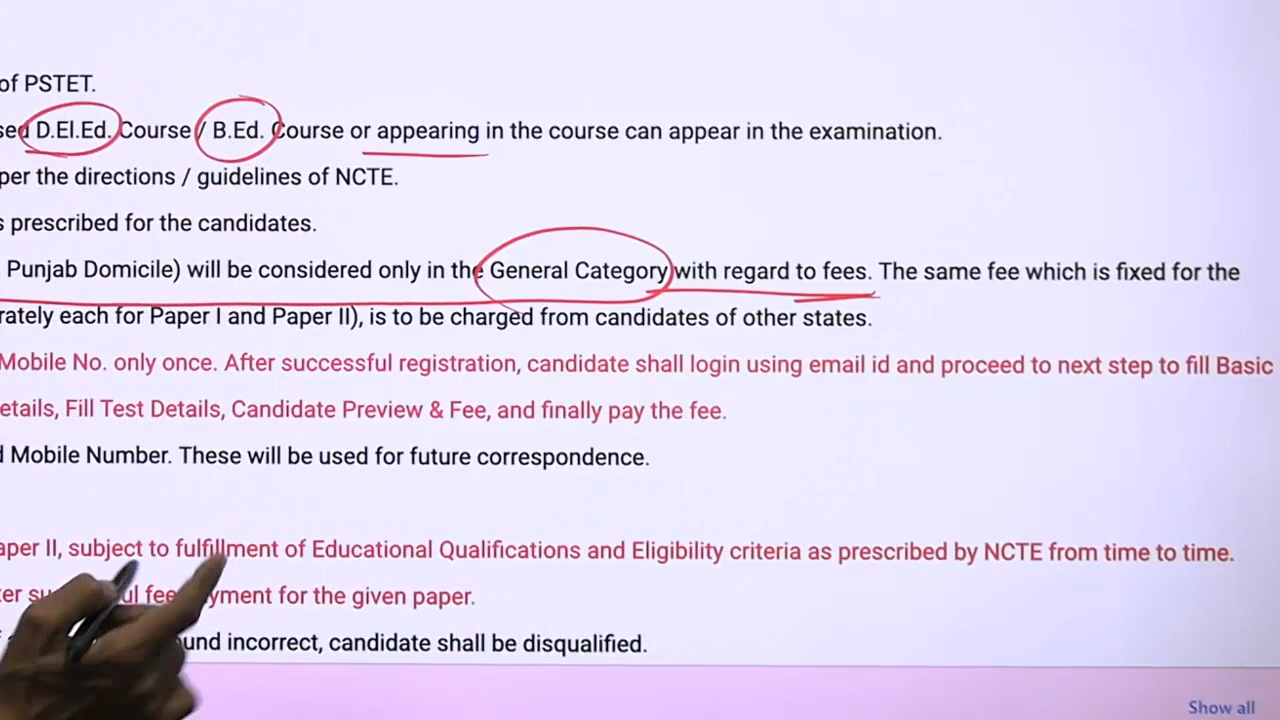 of PSTET.
sed D.El.Ed. Course / B.Ed. Course or appearing in the course can appear in the examination.
per the directions / guidelines of NCTE.
s prescribed for the candidates.
Punjab Domicile) will be considered only in the General Category with regard to fees. The same fee which is fixed for the
rately each for Paper I and Paper II), is to be charged from candidates of other states.
Mobile No. only once. After successful registration, candidate shall login using email id and proceed to next step to fill Basic
etails, Fill Test Details, Candidate Preview & Fee, and finally pay the fee.
Mobile Number. These will be used for future correspondence.
aper II, subject to fulfillment of Educational Qualifications and Eligibility criteria as prescribed by NCTE from time to time.
for the given paper.
incorrect, candidate shall be disqualified.
Show all